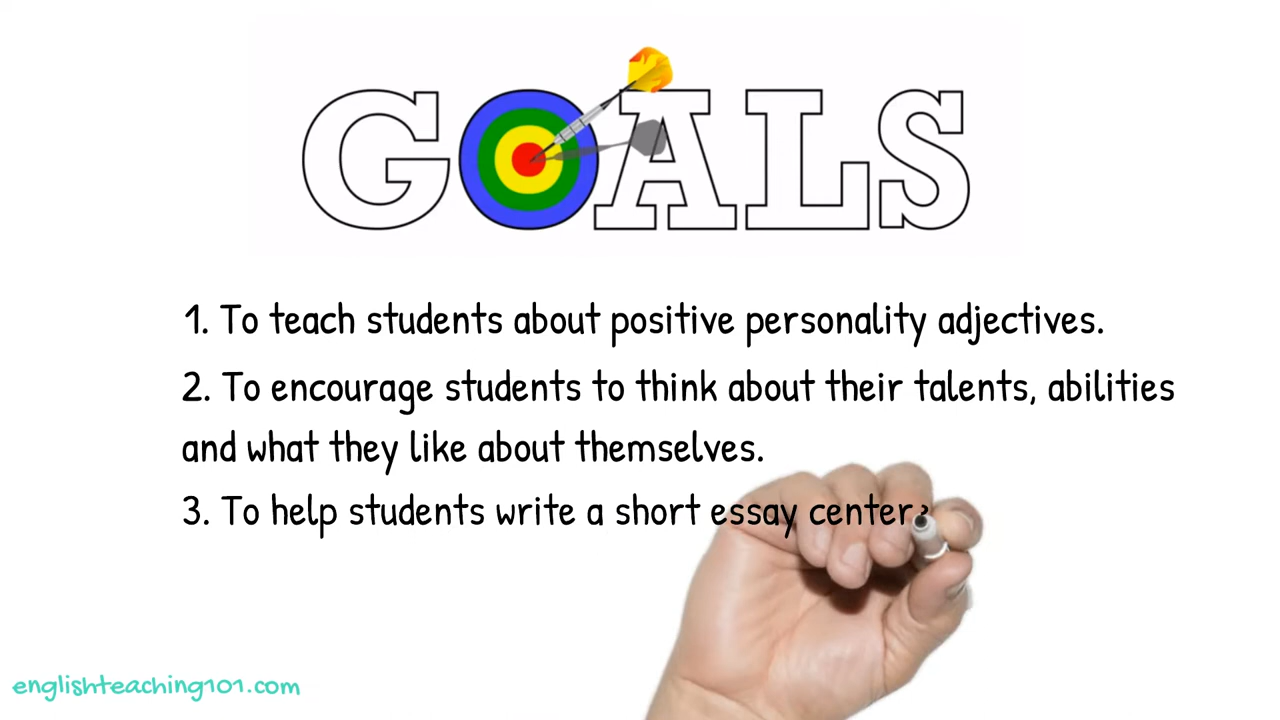 GOALS
1. To teach students about positive personality adjectives.
2. To encourage students to think about their talents, abilities
and what they like about themselves.
3. To help students write a short essay center
englishteaching101.com